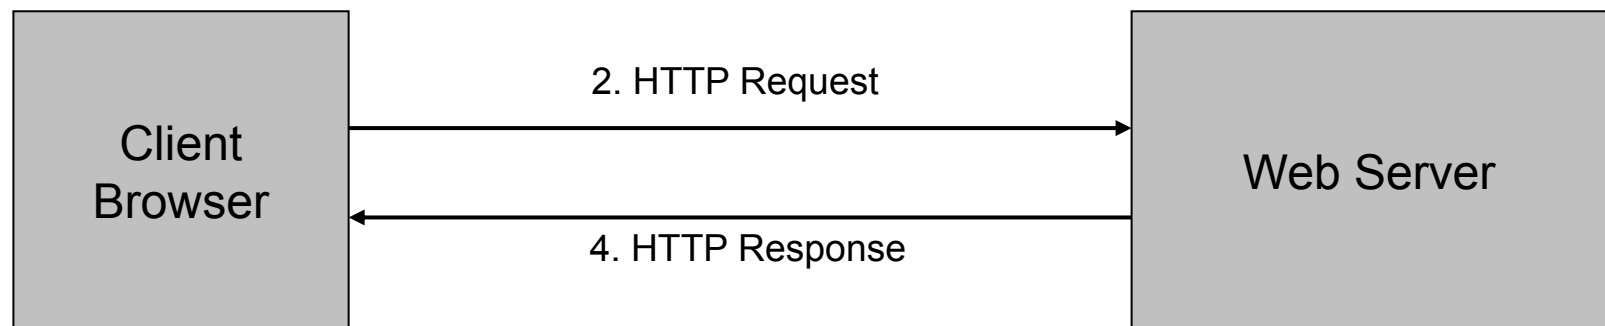 2. HTTP Request
Client
Browser
Web Server
4. HTTP Response